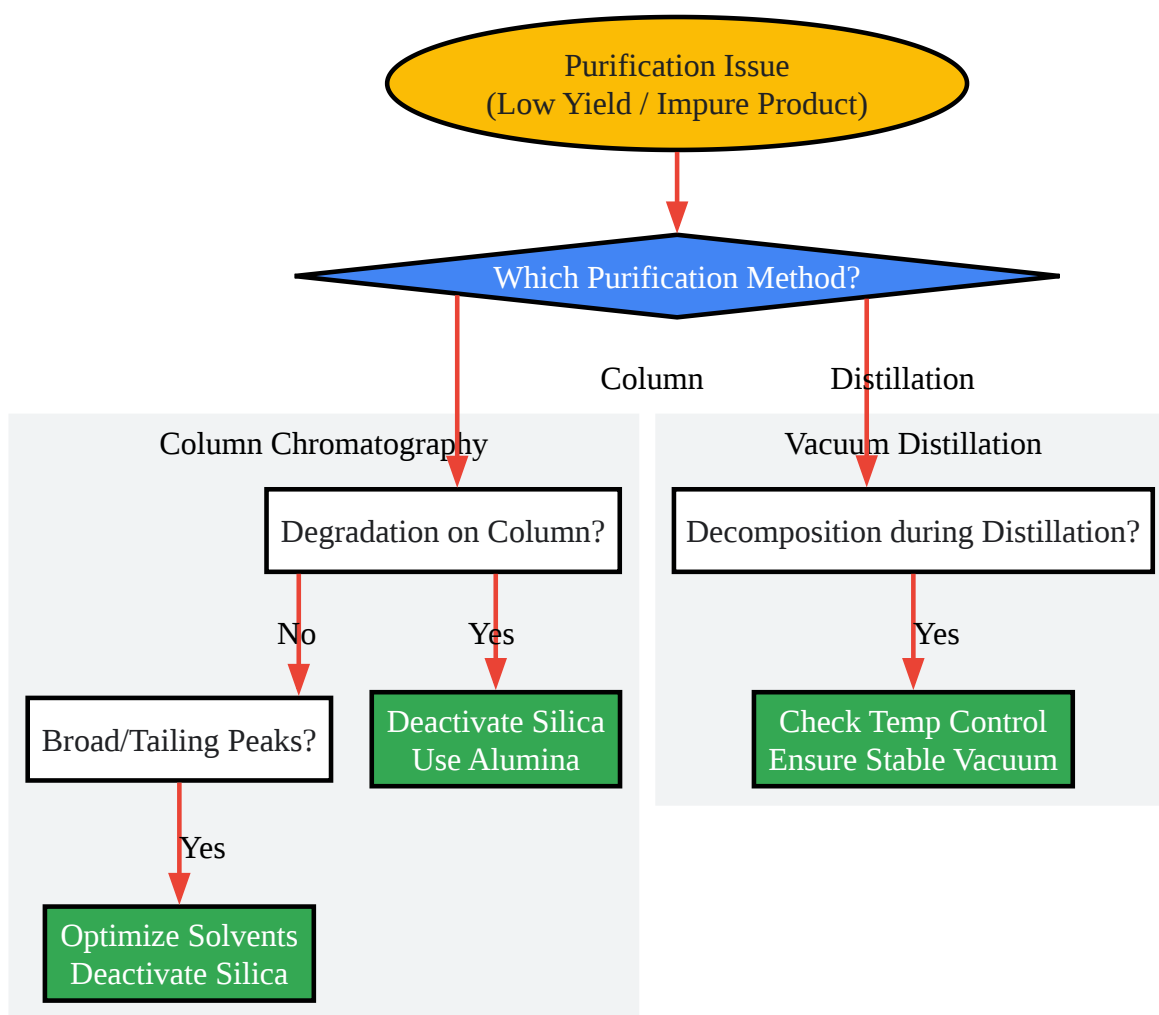 Purification Issue
(Low Yield / Impure Product)
Which Purification Method?
Column
Distillation
Column Chromatography
Vacuum Distillation
Degradation on Column?
Decomposition during Distillation?
No
Yes
Yes
Broad/Tailing Peaks?
Deactivate Silica
Use Alumina
Check Temp Control
Ensure Stable Vacuum
Yes
Optimize Solvents
Deactivate Silica